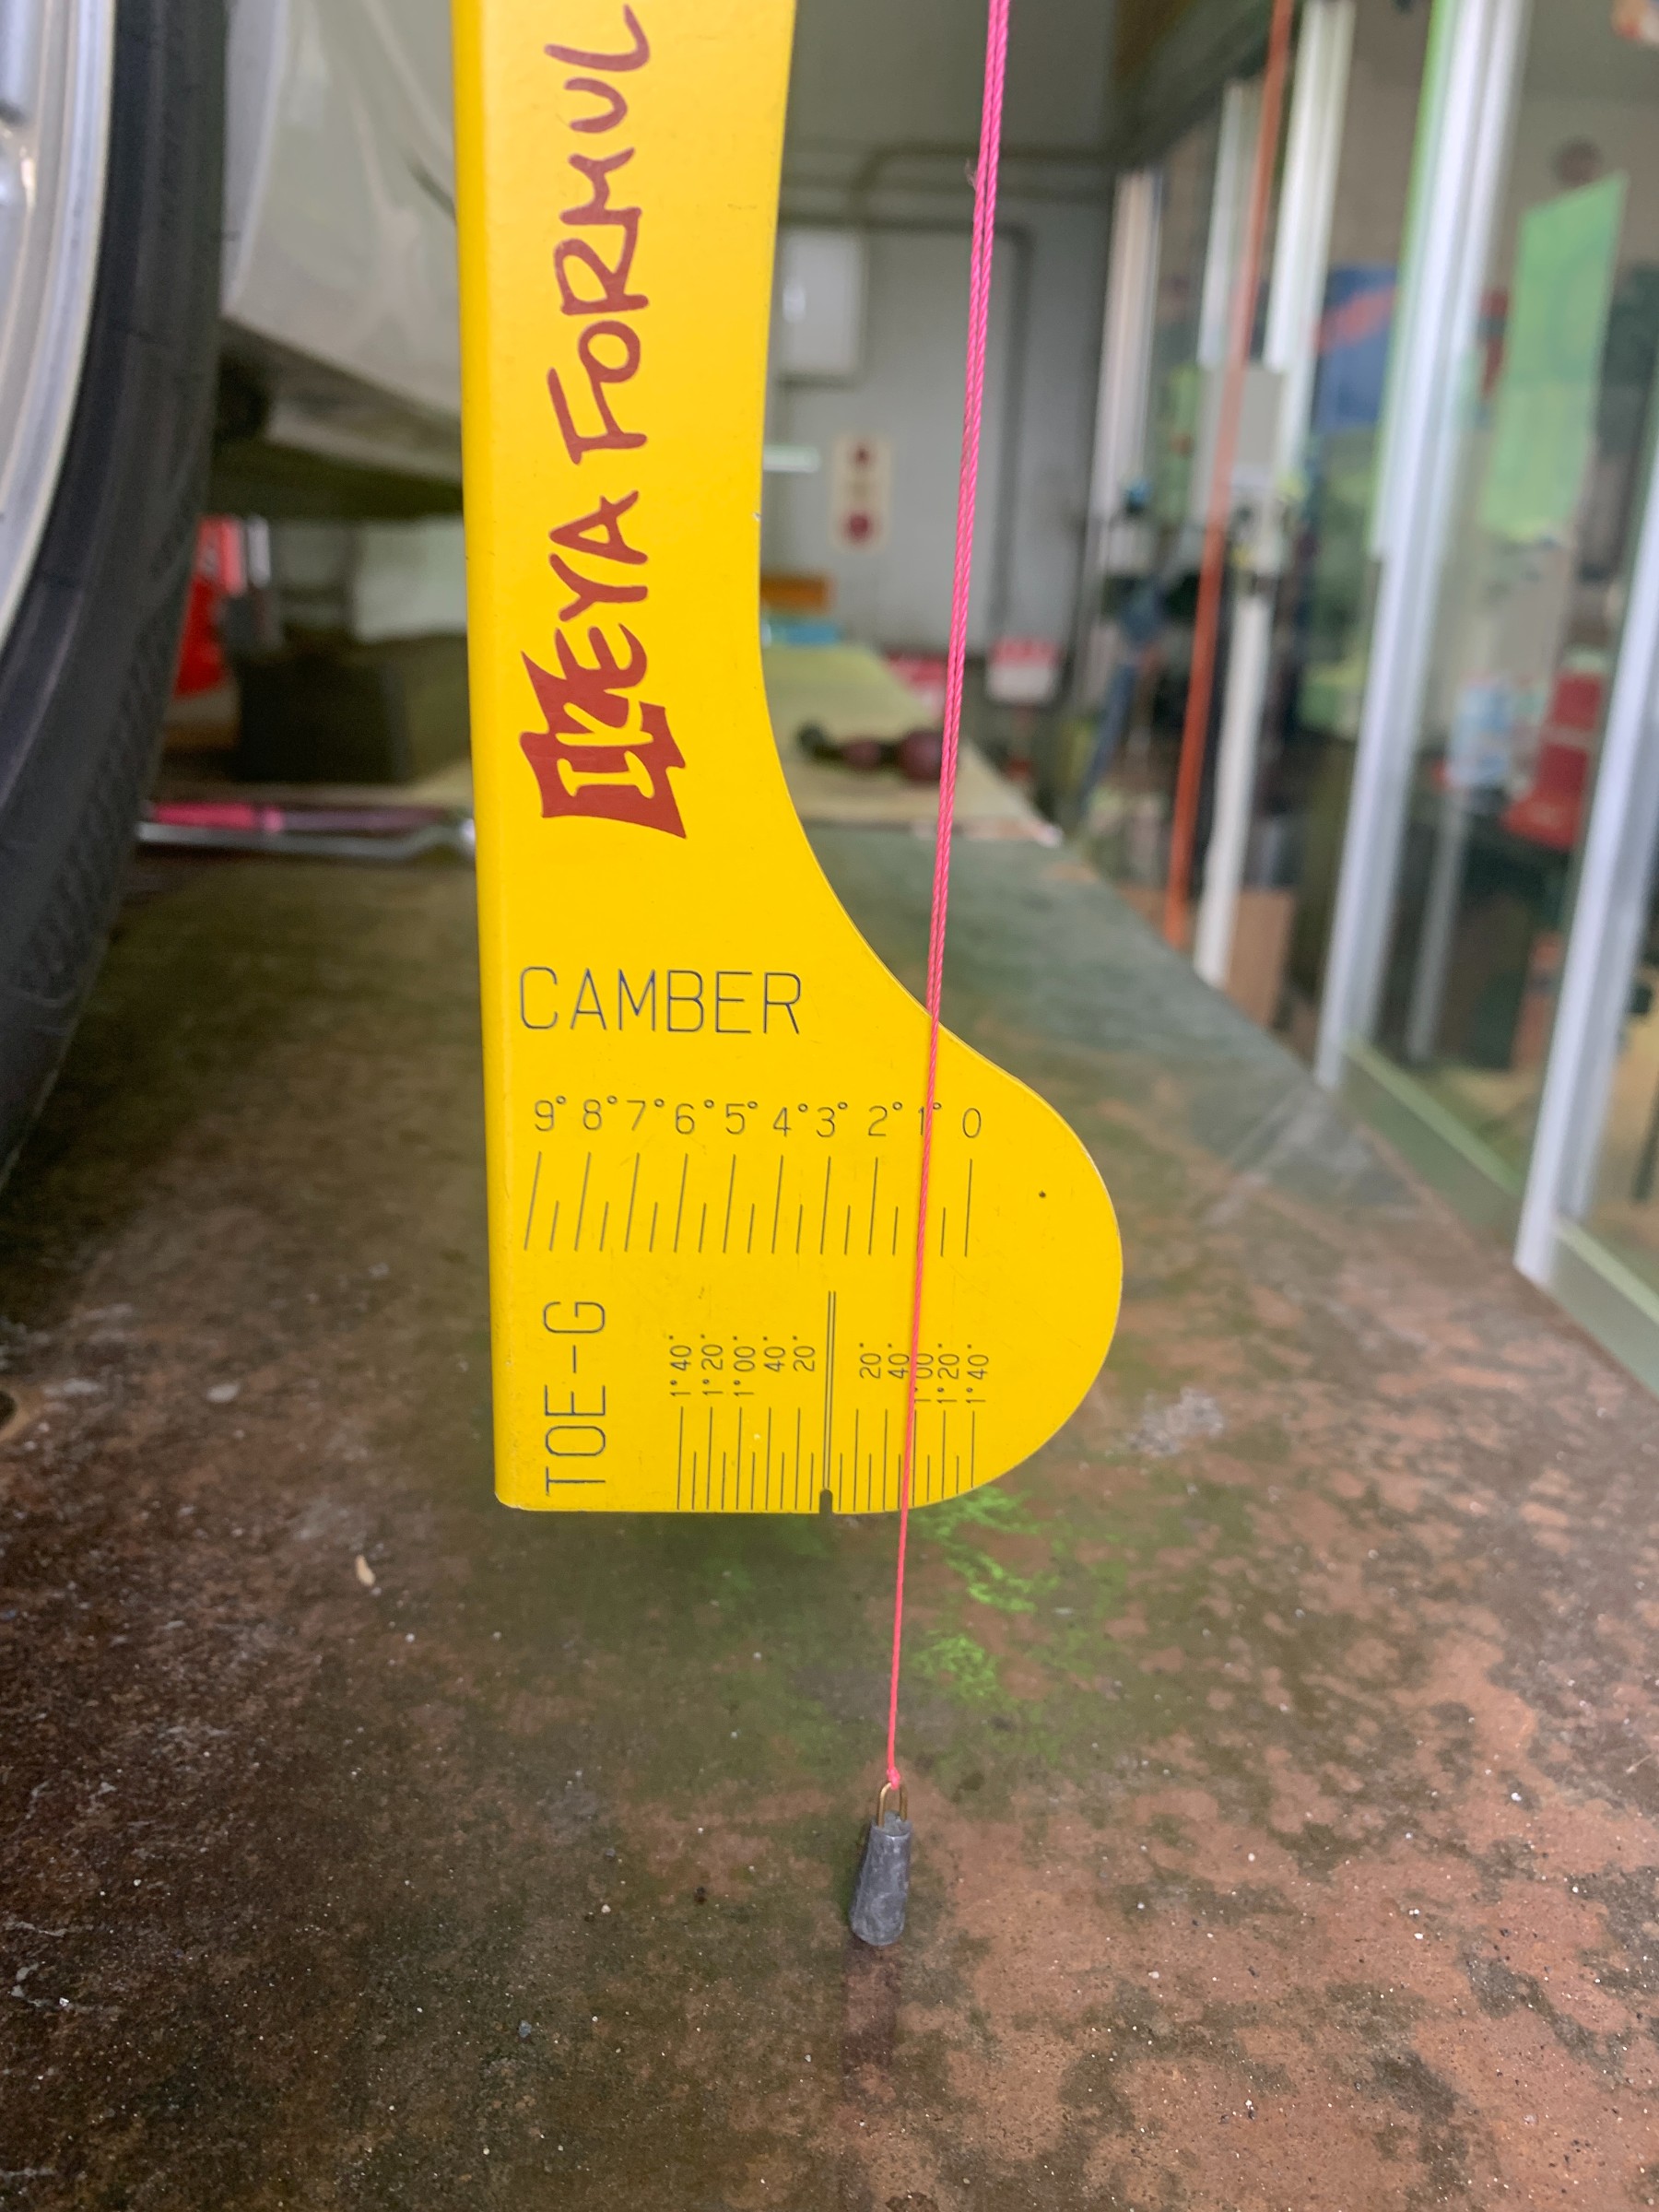 IKEYA FORMUL
CAMBER
9° 8° 7° 6° 5° 4° 3° 2° 1° 0
TOE-G
1°40' 1°20' 1°00' 40' 20' 20' 40' 1°00' 1°20' 1°40'